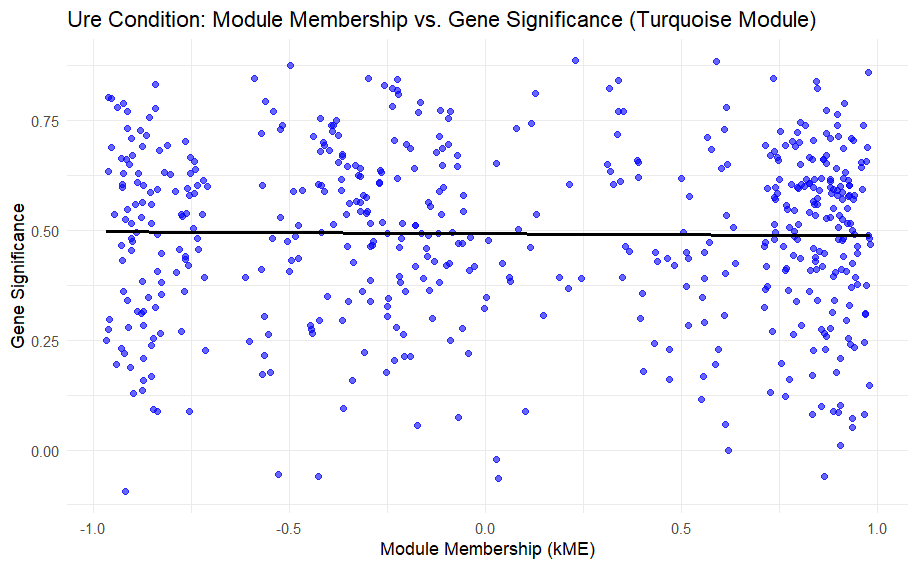 Ure Condition: Module Membership vs. Gene Significance (Turquoise Module)
Gene Significance
0.75
0.50
0.25
0.00
-1.0 -0.5 0.0 0.5 1.0
Module Membership (kME)